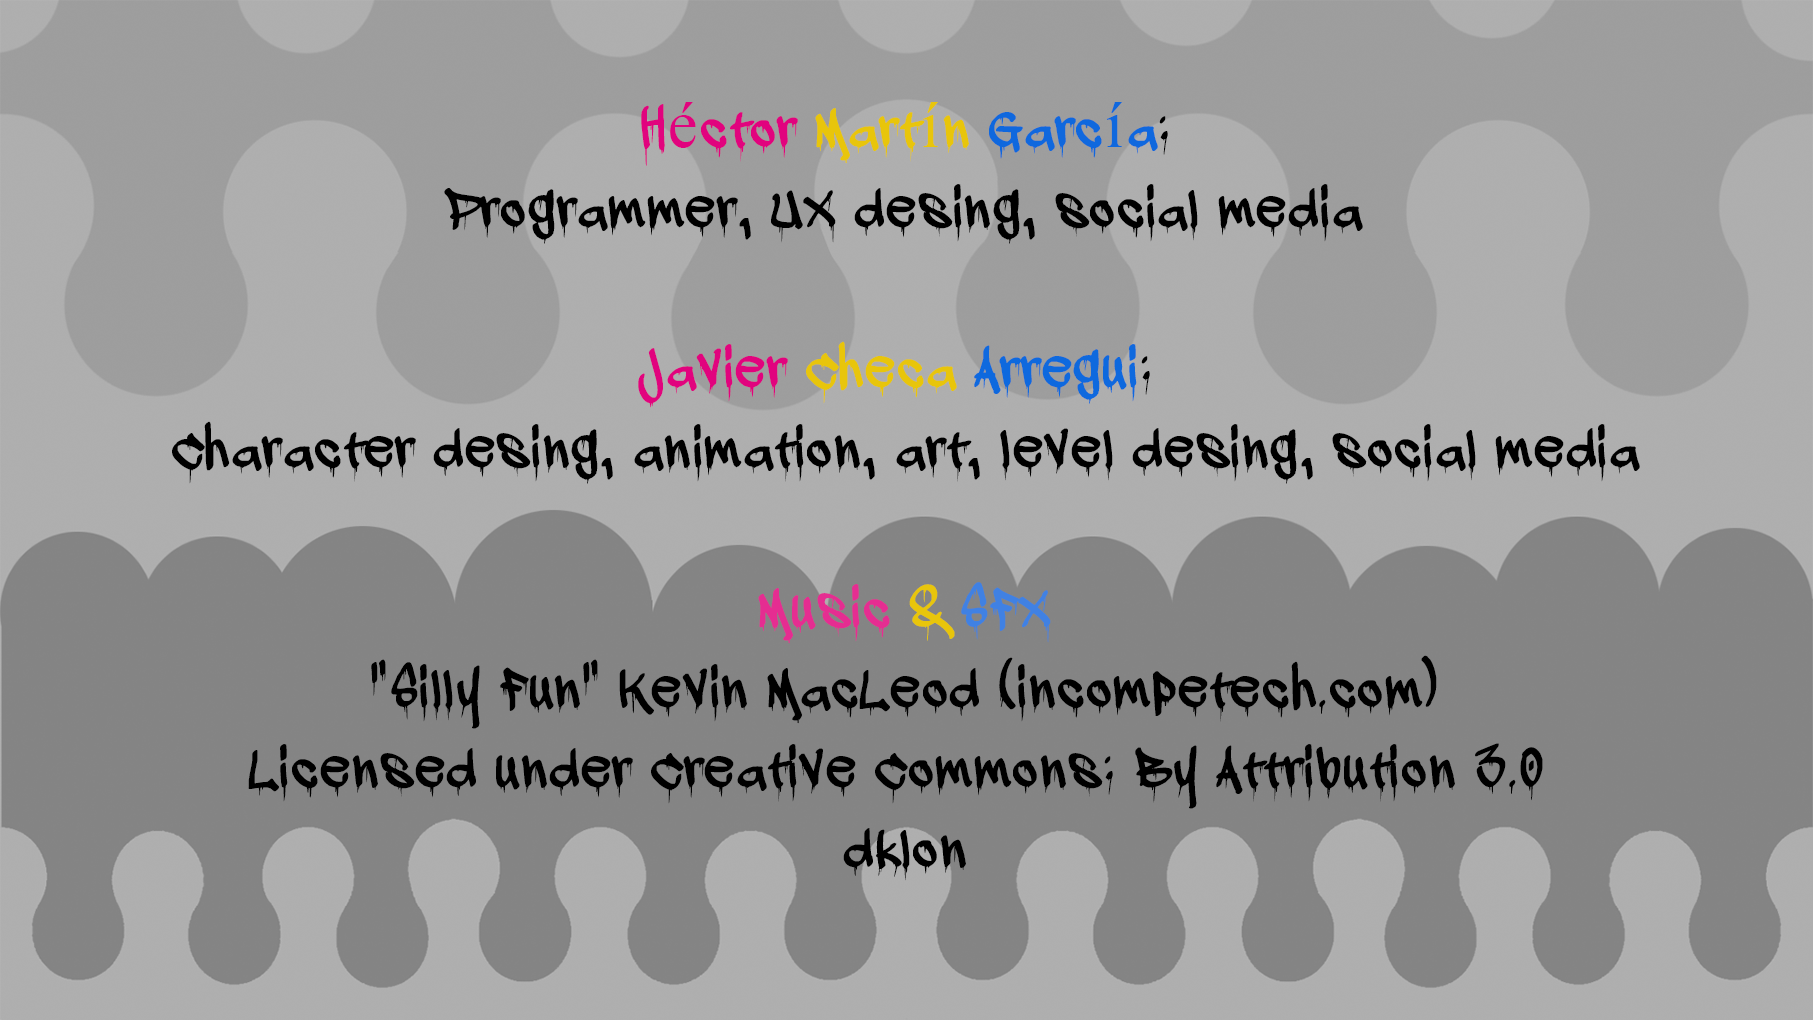 Héctor Martín García:
Programmer, UX desing, social media
Javier Checa Arregui:
Character desing, animation, art, level desing, social media
Music & SFX
"Silly Fun" Kevin MacLeod (incompetech.com)
Licensed under Creative Commons: By Attribution 3.0
dklon